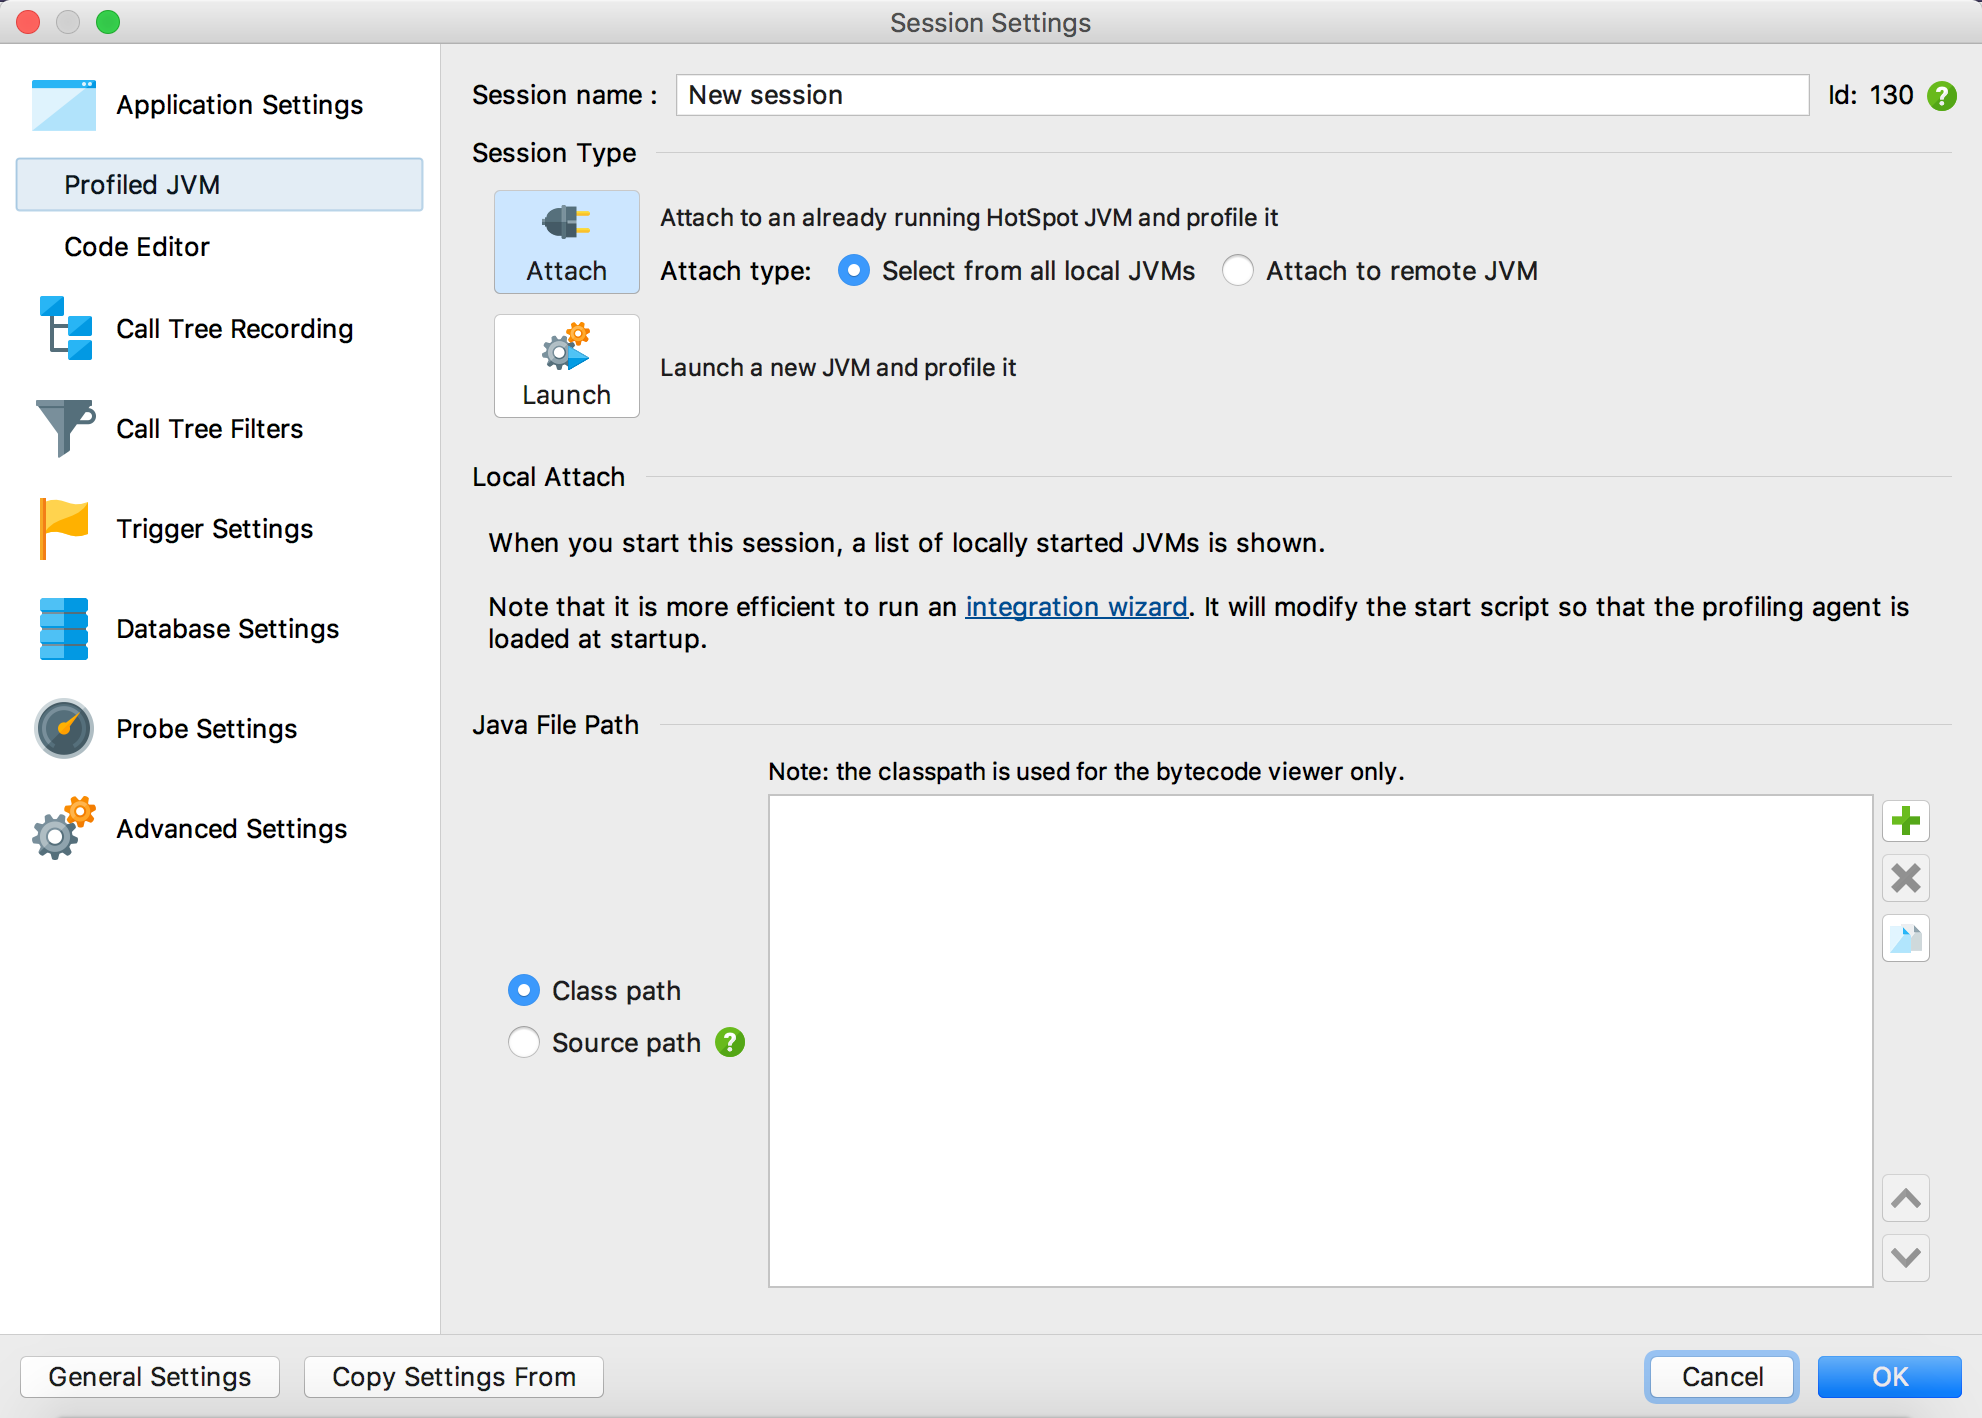 Session Settings
Application Settings
Profiled JVM
Code Editor
Call Tree Recording
Call Tree Filters
Trigger Settings
Database Settings
Probe Settings
Advanced Settings
Session name :
New session
Id: 130 ?
Session Type
Attach
Attach to an already running HotSpot JVM and profile it
Attach type: Select from all local JVMs Attach to remote JVM
Launch
Launch a new JVM and profile it
Local Attach
When you start this session, a list of locally started JVMs is shown.
Note that it is more efficient to run an integration wizard. It will modify the start script so that the profiling agent is
loaded at startup.
Java File Path
Note: the classpath is used for the bytecode viewer only.
Class path
Source path ?
General Settings
Copy Settings From
Cancel
OK